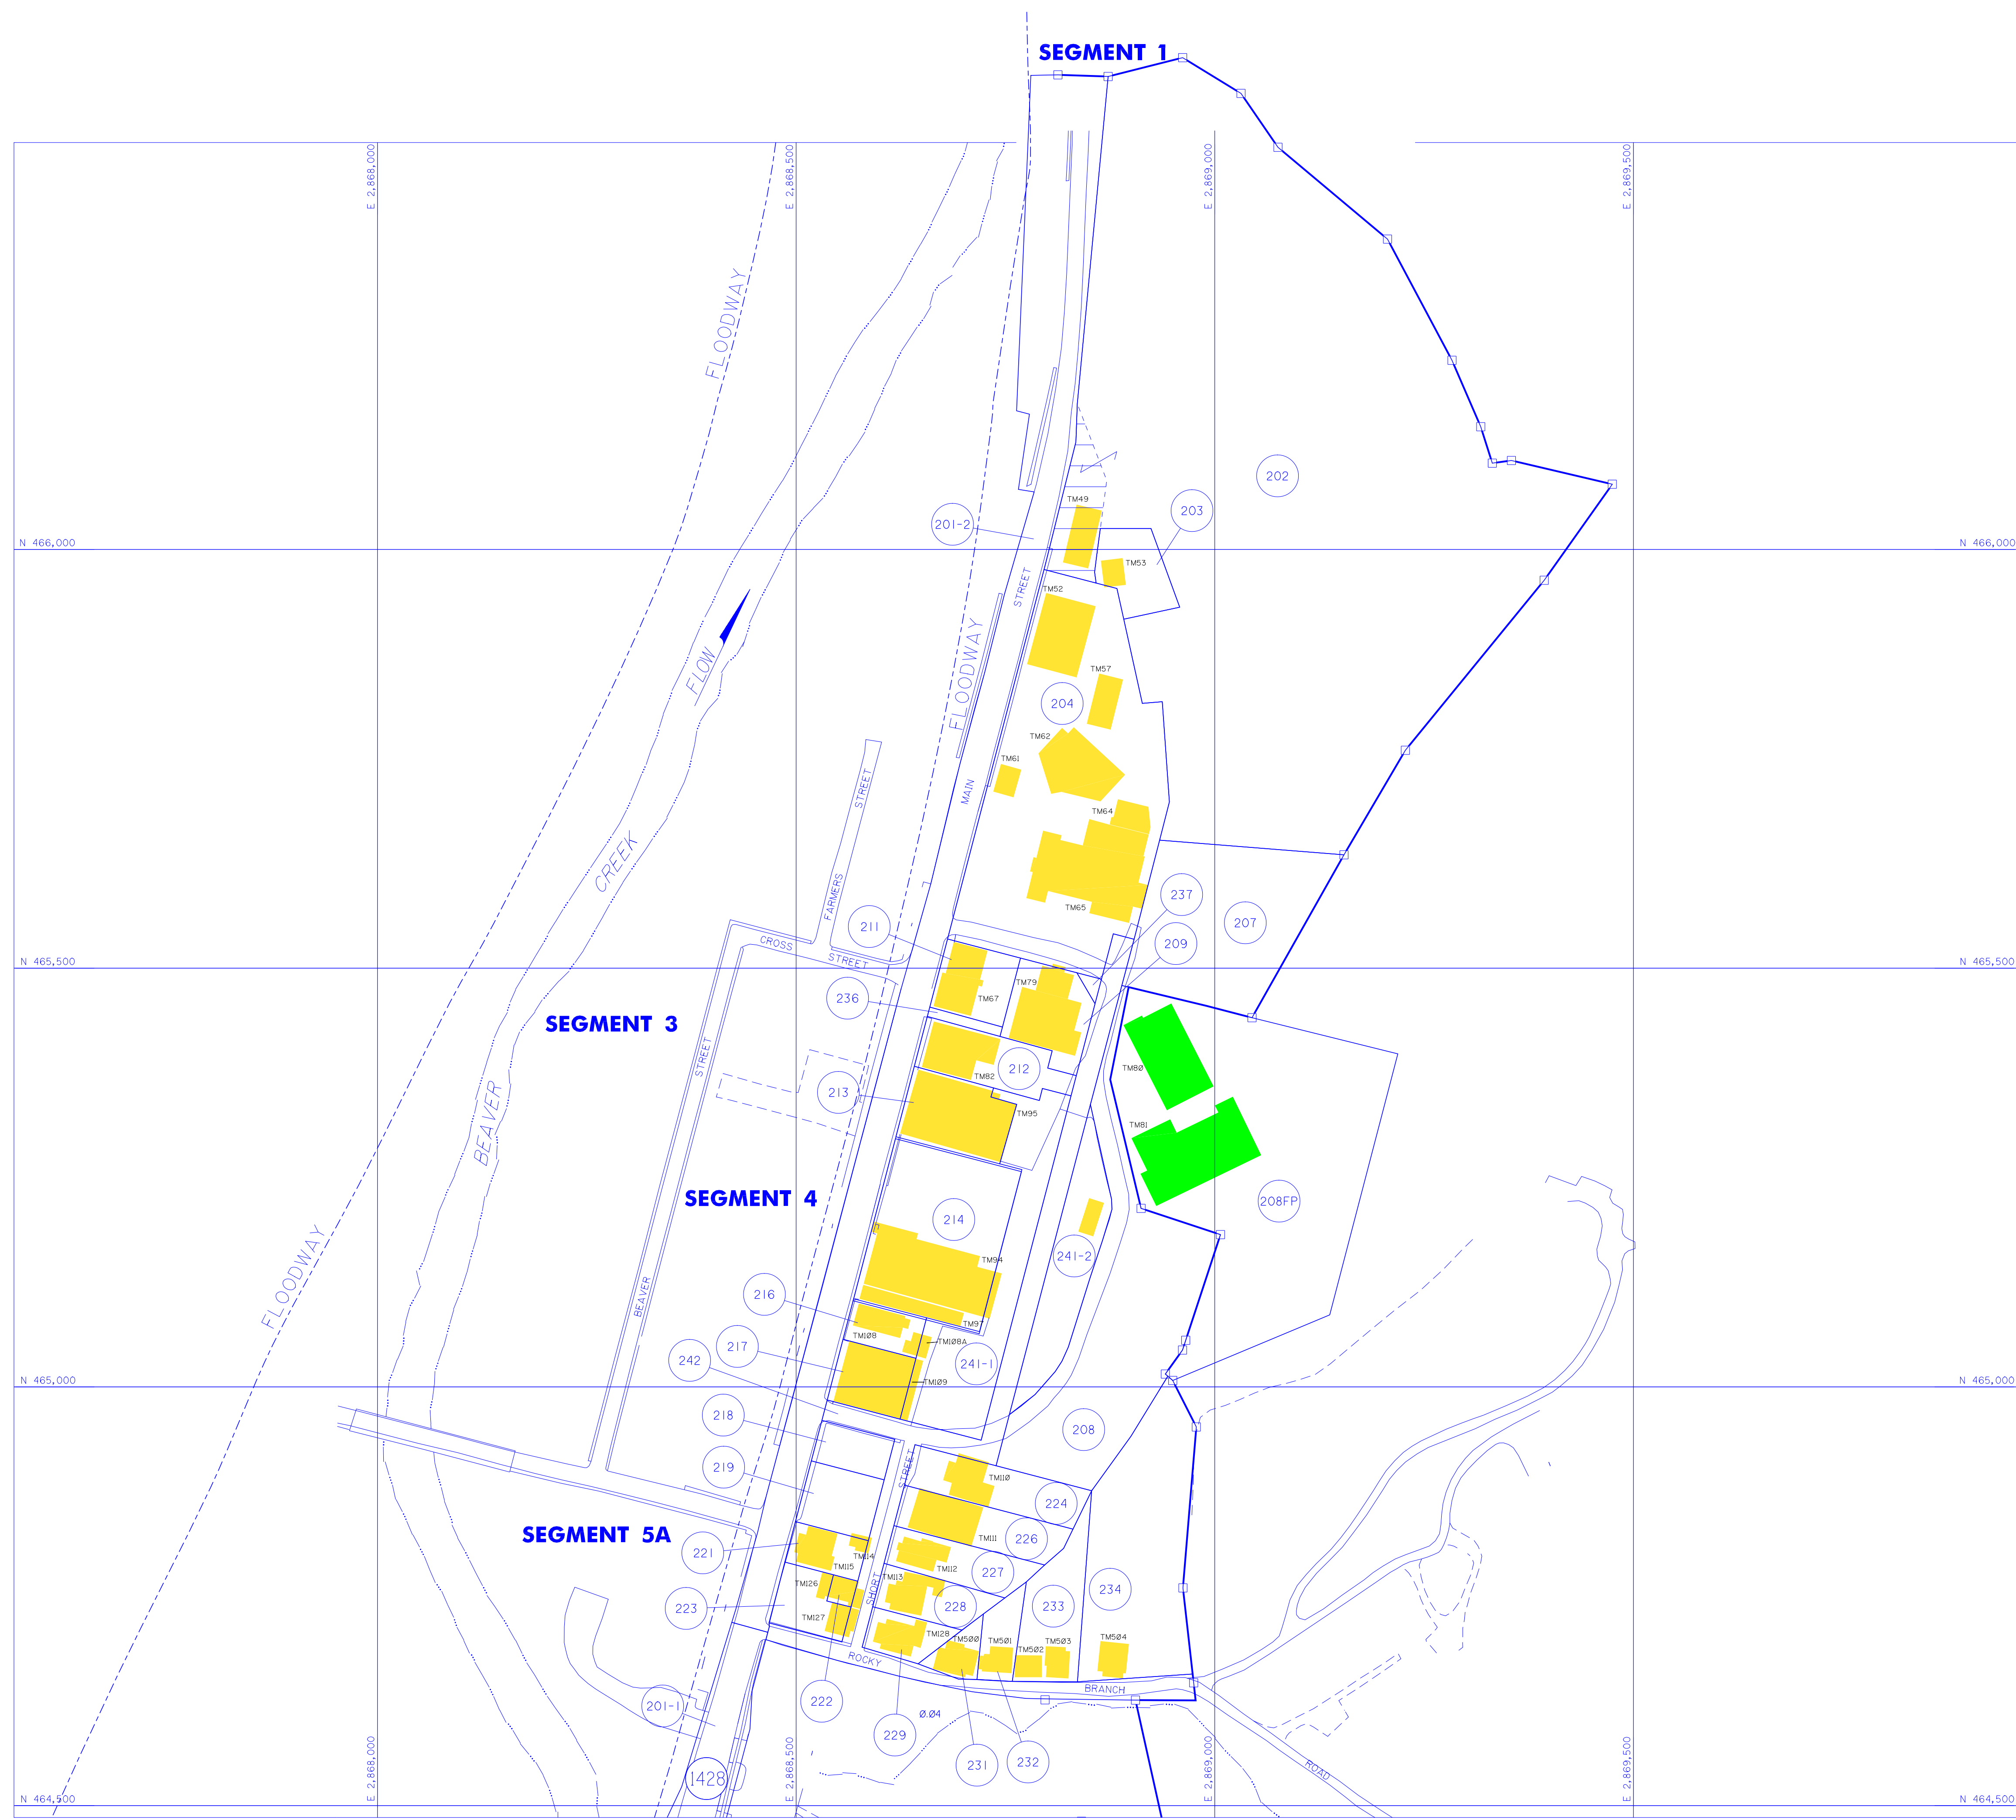 SEGMENT 1
E 2,868,000
E 2,868,500
E 2,869,000
E 2,869,500
FLOODWAY
202
203
TM49
201-2
N 466,000
N 466,000
TM53
STREET
TM52
FLOODWAY
FLOW
TM57
204
TM62
TM61
MAIN
STREET
TM64
CREEK
FARMERS
237
TM65
211
207
CROSS
STREET
209
N 465,500
N 465,500
TM79
236
TM67
SEGMENT 3
STREET
TM80
212
TM82
213
TM95
BEAVER
TM81
SEGMENT 4
208FP
214
FLOODWAY
241-2
TM94
BEAVER
216
TM97
TM108
TM108A
217
242
241-1
N 465,000
TM109
N 465,000
218
208
STREET
219
TM110
224
SEGMENT 5A
TM111
226
221
TM114
TM115
TM112
227
TM113
TM126
SHORT
234
223
228
233
TM127
TM128
TM500
TM501
TM502
TM503
TM504
ROCKY
BRANCH
201-1
222
0.04
229
231
232
ROAD
1428
E 2,868,000
E 2,868,500
E 2,869,000
E 2,869,500
N 464,500
N 464,500